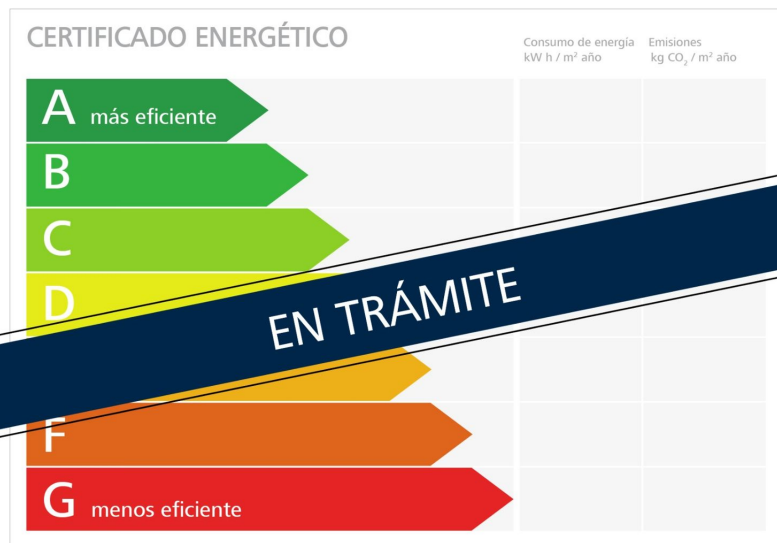 CERTIFICADO ENERGÉTICO
Consumo de energía
kW h / m² año
Emisiones
kg CO₂ / m² año
A más eficiente
B
C
D
EN TRÁMITE
F
G menos eficiente